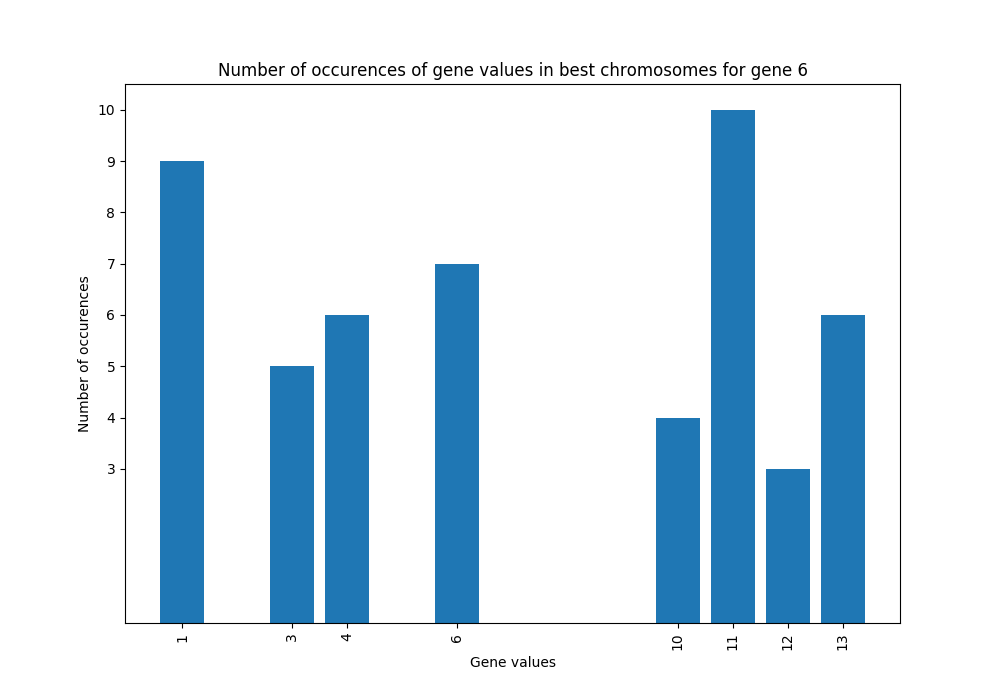 Number of occurences of gene values in best chromosomes for gene 6
Number of occurences
10
9
8
7
6
5
4
3
1 3 4 6 10 11 12 13
Gene values